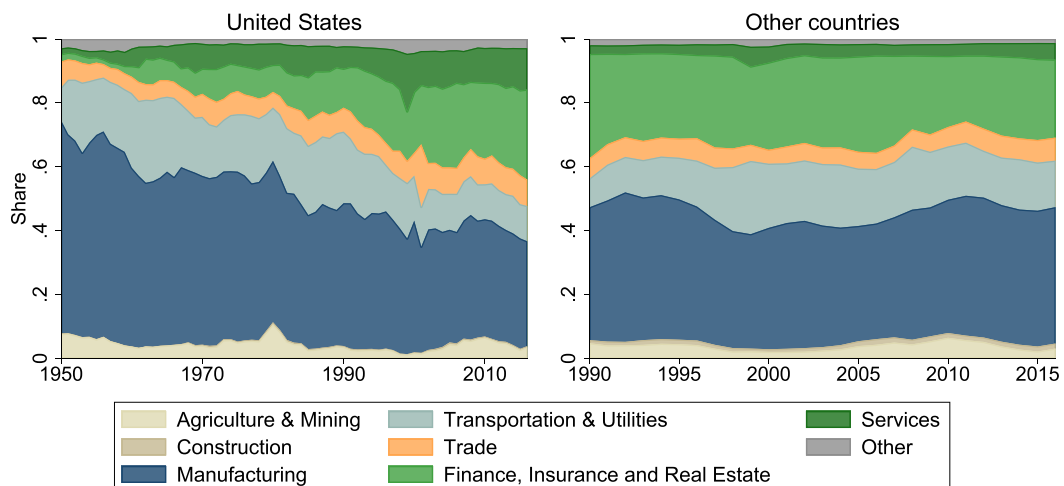 United States
Other countries
Share
0
.2
.4
.6
.8
1
1950
1970
1990
2010
0
.2
.4
.6
.8
1
1990
1995
2000
2005
2010
2015
Agriculture & Mining
Construction
Manufacturing
Transportation & Utilities
Trade
Finance, Insurance and Real Estate
Services
Other